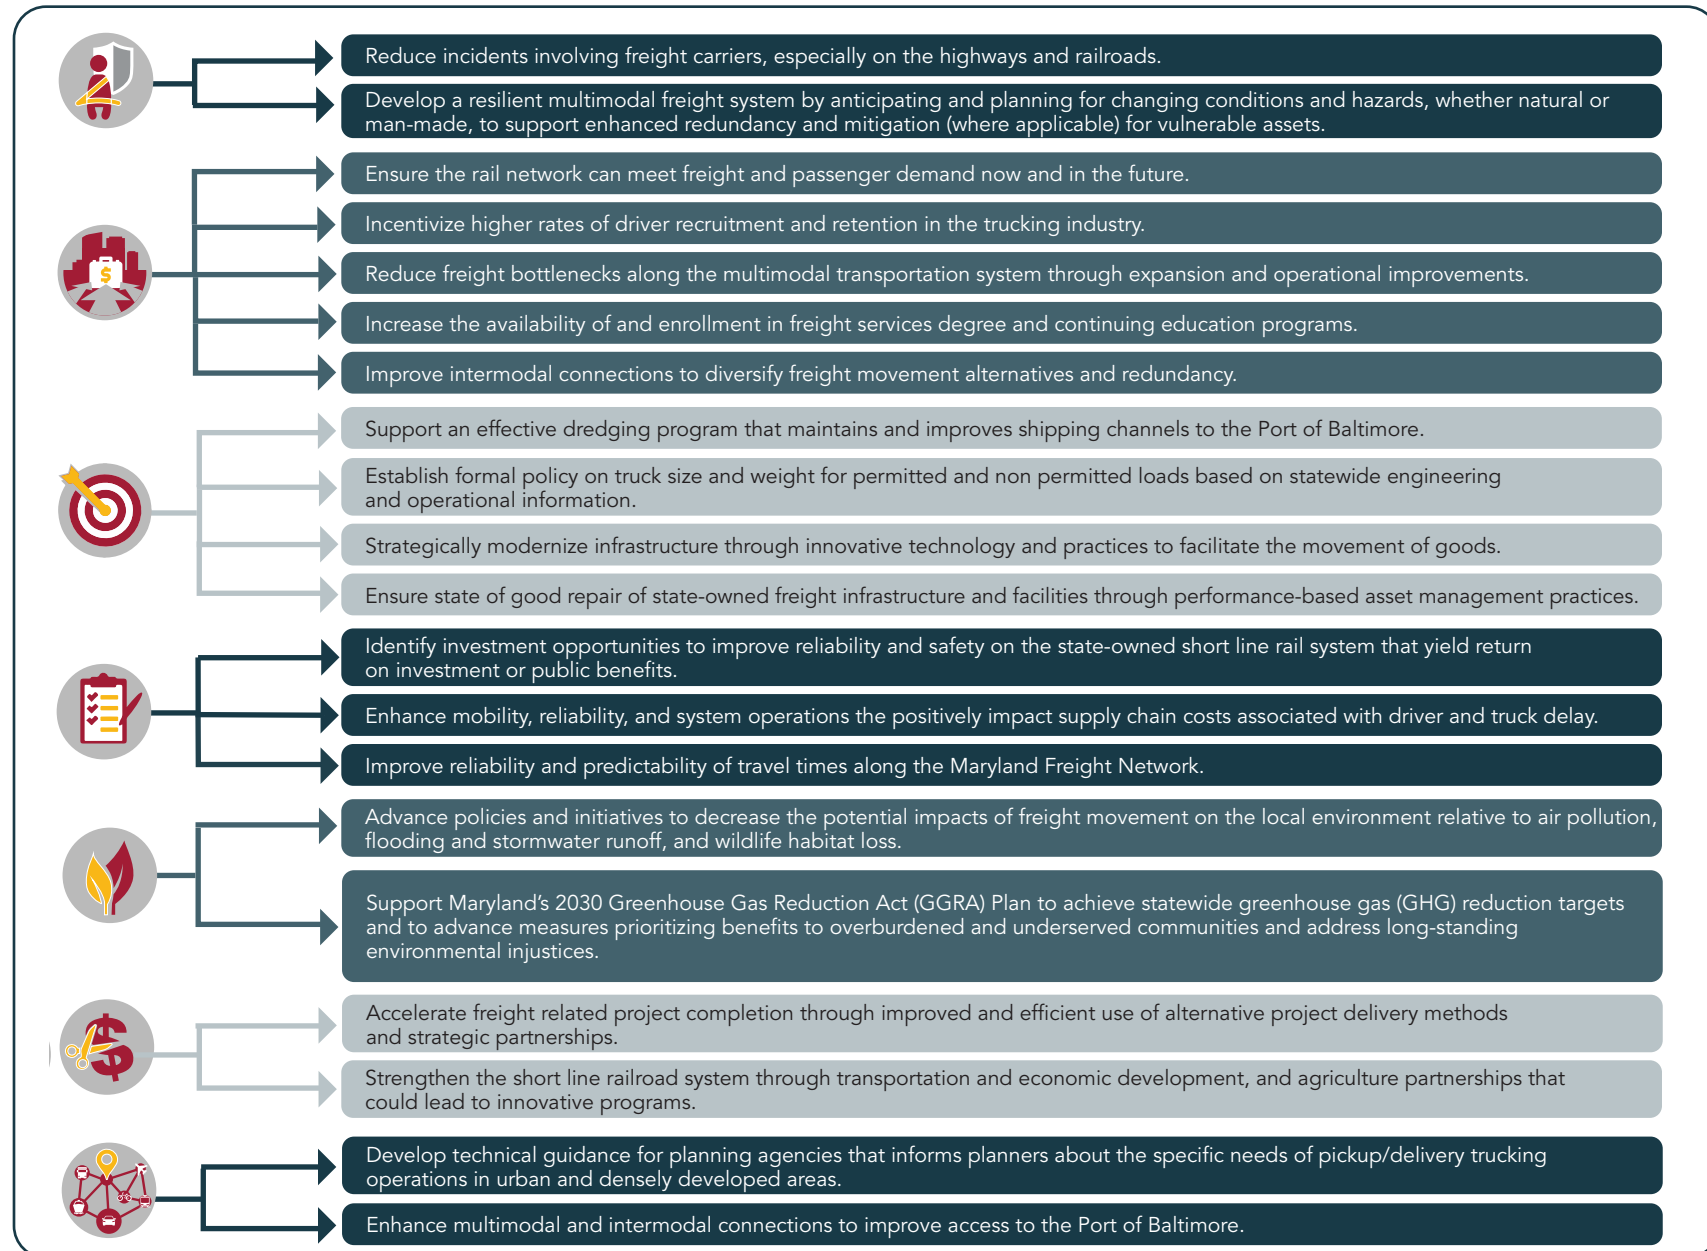 Reduce incidents involving freight carriers, especially on the highways and railroads.
Develop a resilient multimodal freight system by anticipating and planning for changing conditions and hazards, whether natural or
man-made, to support enhanced redundancy and mitigation (where applicable) for vulnerable assets.
Ensure the rail network can meet freight and passenger demand now and in the future.
Incentivize higher rates of driver recruitment and retention in the trucking industry.
$
Reduce freight bottlenecks along the multimodal transportation system through expansion and operational improvements.
Increase the availability of and enrollment in freight services degree and continuing education programs.
Improve intermodal connections to diversify freight movement alternatives and redundancy.
Support an effective dredging program that maintains and improves shipping channels to the Port of Baltimore.
Establish formal policy on truck size and weight for permitted and non permitted loads based on statewide engineering
and operational information.
Strategically modernize infrastructure through innovative technology and practices to facilitate the movement of goods.
Ensure state of good repair of state-owned freight infrastructure and facilities through performance-based asset management practices.
Identify investment opportunities to improve reliability and safety on the state-owned short line rail system that yield return
on investment or public benefits.
Enhance mobility, reliability, and system operations the positively impact supply chain costs associated with driver and truck delay.
Improve reliability and predictability of travel times along the Maryland Freight Network.
Advance policies and initiatives to decrease the potential impacts of freight movement on the local environment relative to air pollution,
flooding and stormwater runoff, and wildlife habitat loss.
Support Maryland's 2030 Greenhouse Gas Reduction Act (GGRA) Plan to achieve statewide greenhouse gas (GHG) reduction targets
and to advance measures prioritizing benefits to overburdened and underserved communities and address long-standing
environmental injustices.
$
Accelerate freight related project completion through improved and efficient use of alternative project delivery methods
and strategic partnerships.
Strengthen the short line railroad system through transportation and economic development, and agriculture partnerships that
could lead to innovative programs.
Develop technical guidance for planning agencies that informs planners about the specific needs of pickup/delivery trucking
operations in urban and densely developed areas.
Enhance multimodal and intermodal connections to improve access to the Port of Baltimore.